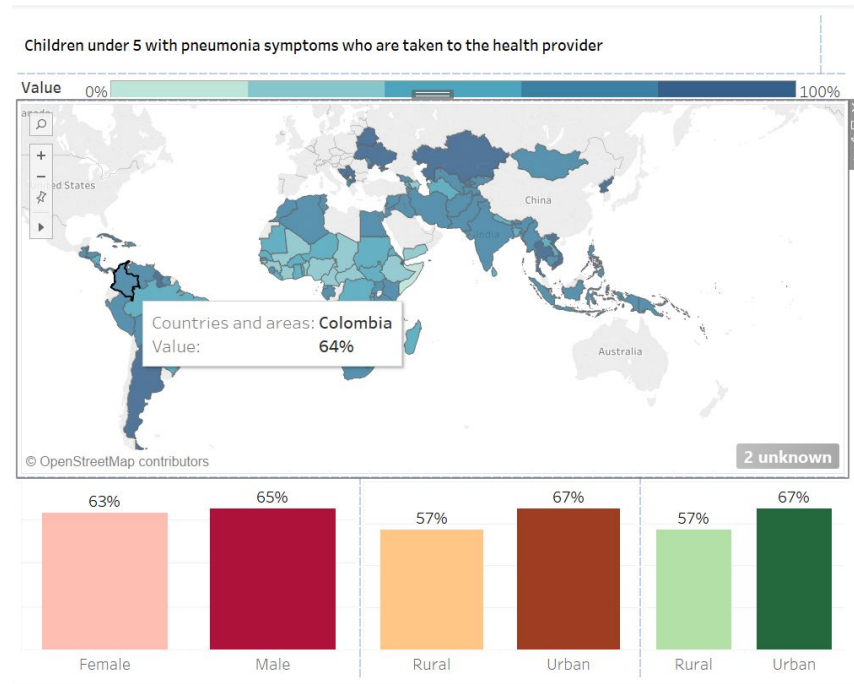 Children under 5 with pneumonia symptoms who are taken to the health provider
Value 0% 100%
United States
China
India
Countries and areas: Colombia
Value: 64%
Australia
© OpenStreetMap contributors
2 unknown
63% 65% 57% 67% 57% 67%
Female Male Rural Urban Rural Urban